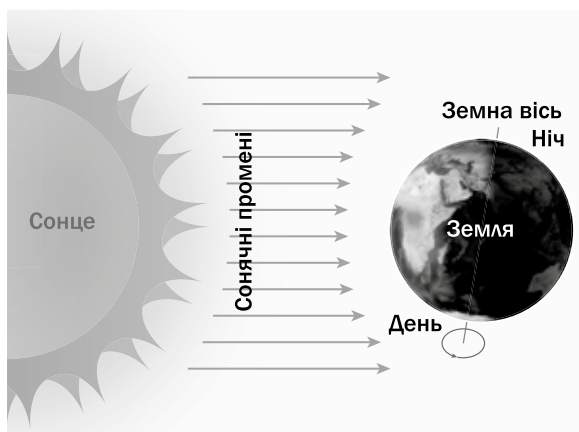 Сонце
Сонячні промені
Земна вісь
Ніч
Земля
День